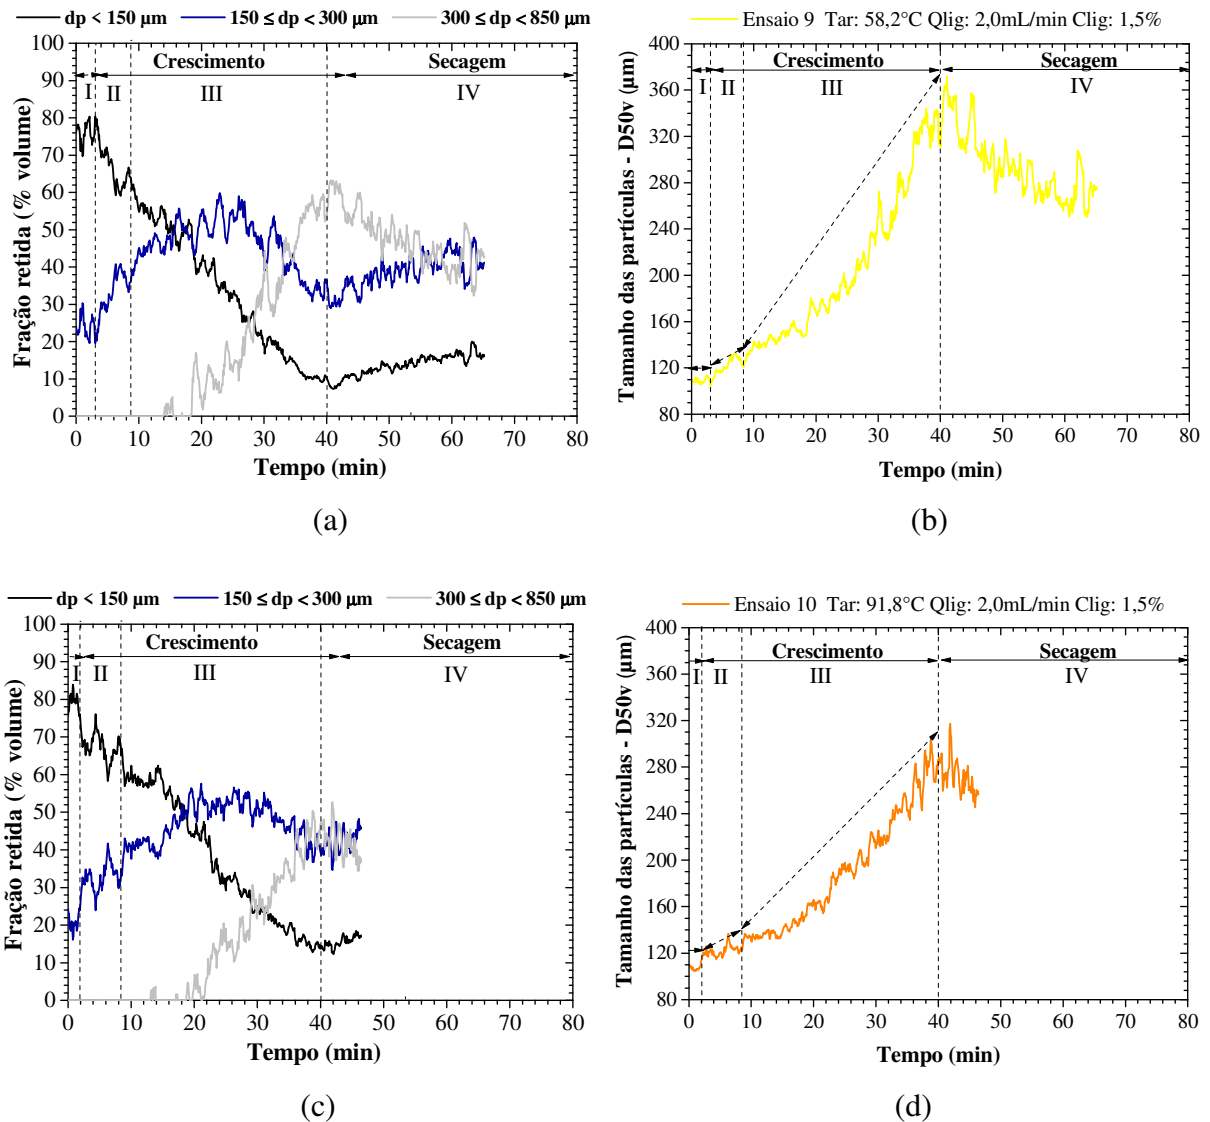 dp < 150 µm 150 ≤ dp < 300 µm 300 ≤ dp < 850 µm
100
90
80
70
60
50
40
30
20
10
0
Fração retida (% volume)
Crescimento Secagem
I II III IV
0 10 20 30 40 50 60 70 80
Tempo (min)
(a)
Ensaio 9 Tar: 58,2°C Qlig: 2,0mL/min Clig: 1,5%
400
360
320
280
240
200
160
120
80
Tamanho das partículas - D50v (µm)
Crescimento Secagem
I II III IV
0 10 20 30 40 50 60 70 80
Tempo (min)
(b)
dp < 150 µm 150 ≤ dp < 300 µm 300 ≤ dp < 850 µm
100
90
80
70
60
50
40
30
20
10
0
Fração retida (% volume)
Crescimento Secagem
I II III IV
0 10 20 30 40 50 60 70 80
Tempo (min)
(c)
Ensaio 10 Tar: 91,8°C Qlig: 2,0mL/min Clig: 1,5%
400
360
320
280
240
200
160
120
80
Tamanho das partículas - D50v (µm)
Crescimento Secagem
I II III IV
0 10 20 30 40 50 60 70 80
Tempo (min)
(d)